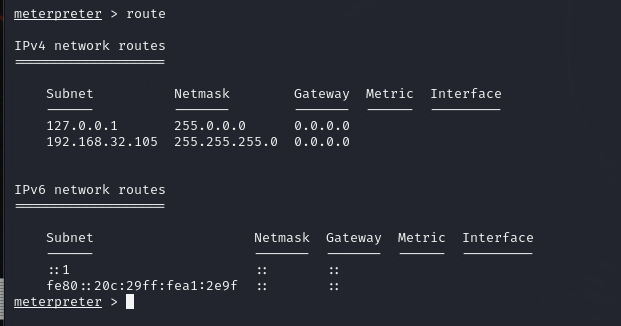 meterpreter > route
IPv4 network routes
Subnet Netmask Gateway Metric Interface
127.0.0.1 255.0.0.0 0.0.0.0
192.168.32.105 255.255.255.0 0.0.0.0
IPv6 network routes
Subnet Netmask Gateway Metric Interface
::1 :: ::
fe80::20c:29ff:fea1:2e9f :: ::
meterpreter >